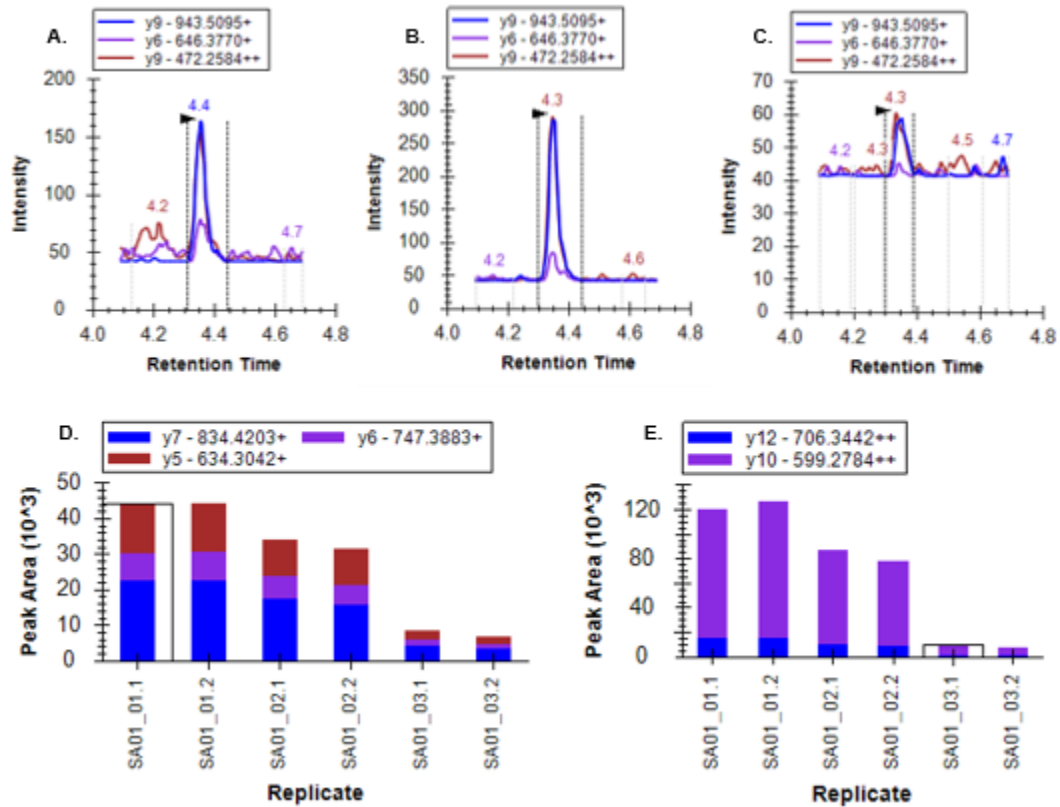 A.
y9 - 943.5095+
y6 - 646.3770+
y9 - 472.2584++
200
150
100
50
0
Intensity
4.4
4.2
4.7
4.0 4.2 4.4 4.6 4.8
Retention Time
B.
y9 - 943.5095+
y6 - 646.3770+
y9 - 472.2584++
350
300
250
200
150
100
50
0
Intensity
4.3
4.2
4.6
4.0 4.2 4.4 4.6 4.8
Retention Time
C.
y9 - 943.5095+
y6 - 646.3770+
y9 - 472.2584++
70
60
50
40
30
20
10
0
Intensity
4.3
4.2 4.3 4.5 4.7
4.0 4.2 4.4 4.6 4.8
Retention Time
D.
y7 - 834.4203+ y6 - 747.3883+
y5 - 634.3042+
50
40
30
20
10
0
Peak Area (10^3)
SA01_01.1
SA01_01.2
SA01_02.1
SA01_02.2
SA01_03.1
SA01_03.2
Replicate
E.
y12 - 706.3442++
y10 - 599.2784++
120
80
40
0
Peak Area (10^3)
SA01_01.1
SA01_01.2
SA01_02.1
SA01_02.2
SA01_03.1
SA01_03.2
Replicate